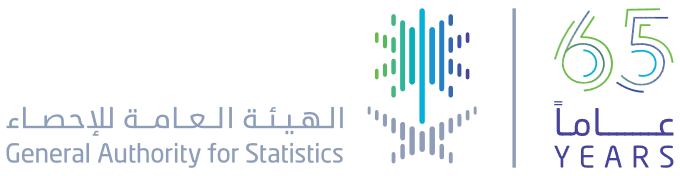 الهيئة العامة للإحصاء
General Authority for Statistics
65
عاماً
YEARS